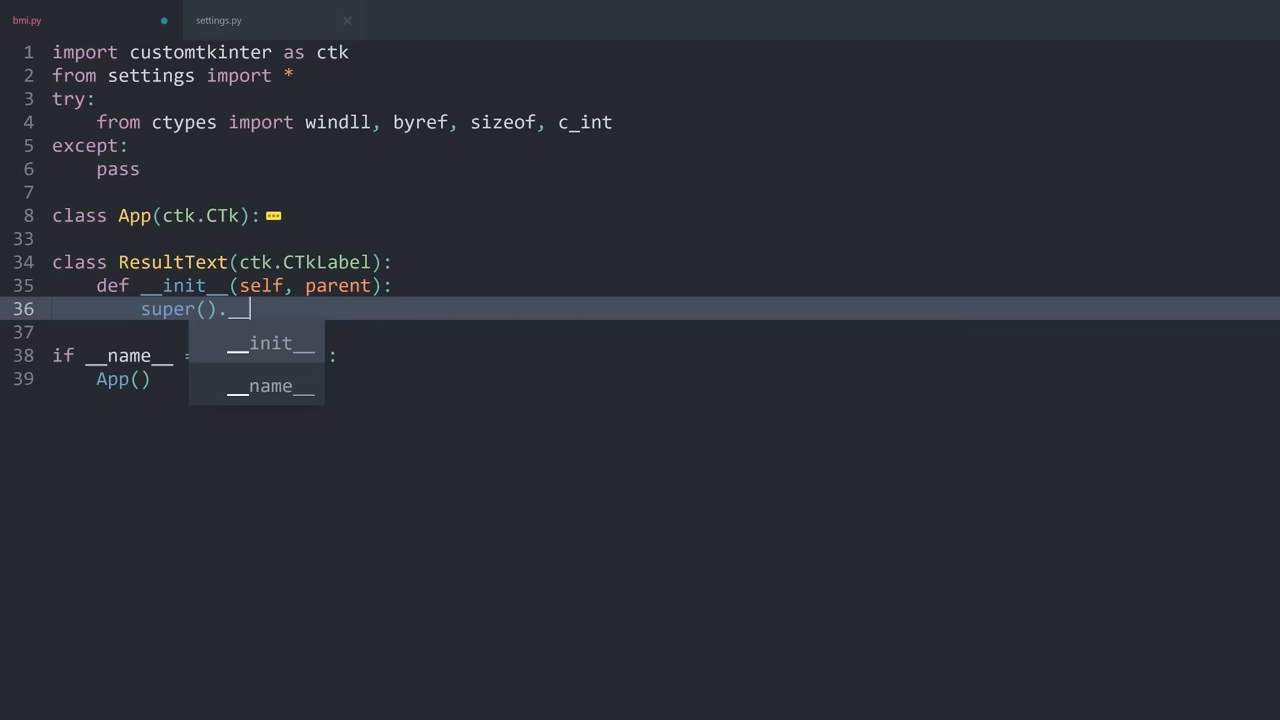 bmi.py
settings.py
1 import customtkinter as ctk
2 from settings import *
3 try:
4     from ctypes import windll, byref, sizeof, c_int
5 except:
6     pass
7
8 class App(ctk.CTk):
33
34 class ResultText(ctk.CTkLabel):
35     def __init__(self, parent):
36         super().__
37
__init__
38 if __name__ = :
39     App()
__name__